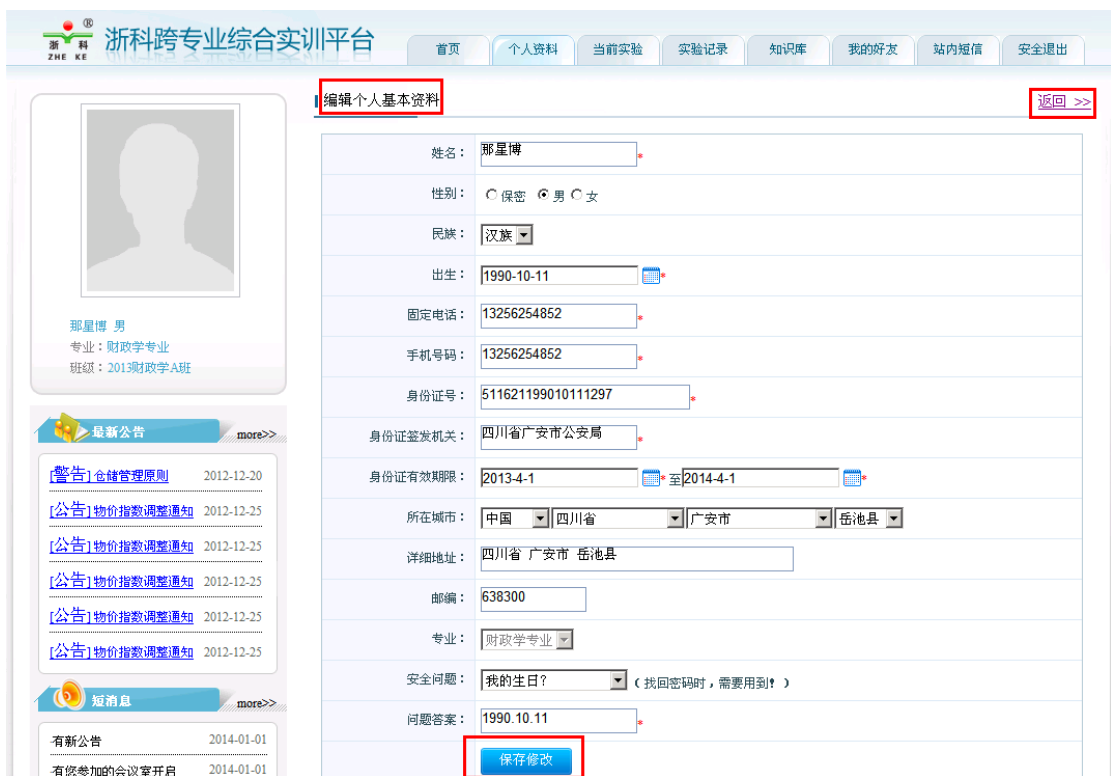 浙科
ZHE KE
®
浙科跨专业综合实训平台
首页 个人资料 当前实验 实验记录 知识库 我的好友 站内短信 安全退出
那星博 男
专业：财政学专业
班级：2013财政学A班
最新公告 more>>
[警告] 仓储管理原则 2012-12-20
[公告] 物价指数调整通知 2012-12-25
[公告] 物价指数调整通知 2012-12-25
[公告] 物价指数调整通知 2012-12-25
[公告] 物价指数调整通知 2012-12-25
[公告] 物价指数调整通知 2012-12-25
短消息 more>>
有新公告 2014-01-01
有您参加的会议室开启 2014-01-01
编辑个人基本资料 返回 >>
姓名： 那星博 *
性别： 保密 男 女
民族： 汉族
出生： 1990-10-11 *
固定电话： 13256254852 *
手机号码： 13256254852 *
身份证号： 511621199010111297 *
身份证签发机关： 四川省广安市公安局 *
身份证有效期限： 2013-4-1 * 至 2014-4-1 *
所在城市： 中国 四川省 广安市 岳池县
详细地址： 四川省 广安市 岳池县
邮编： 638300
专业： 财政学专业
安全问题： 我的生日? (找回密码时，需要用到! )
问题答案： 1990.10.11 *
保存修改